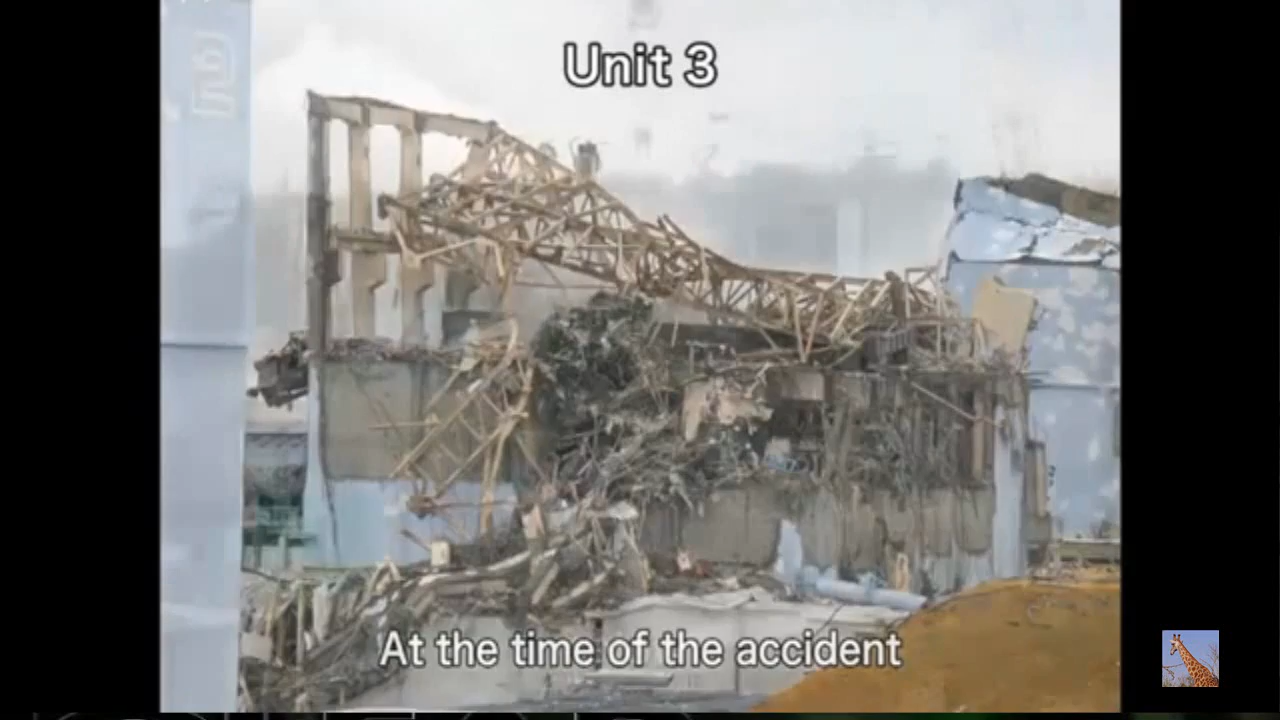 Unit 3
At the time of the accident